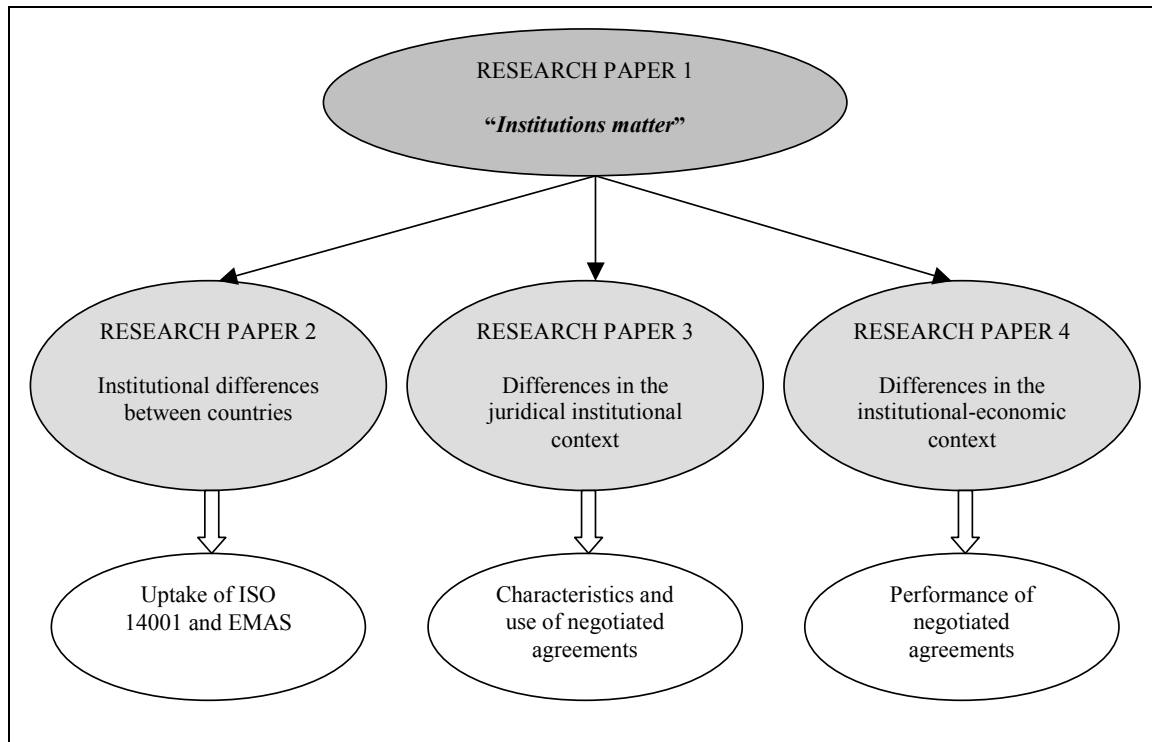 RESEARCH PAPER 1
“Institutions matter”
RESEARCH PAPER 2
Institutional differences
between countries
RESEARCH PAPER 3
Differences in the
juridical institutional
context
RESEARCH PAPER 4
Differences in the
institutional-economic
context
Uptake of ISO
14001 and EMAS
Characteristics and
use of negotiated
agreements
Performance of
negotiated
agreements